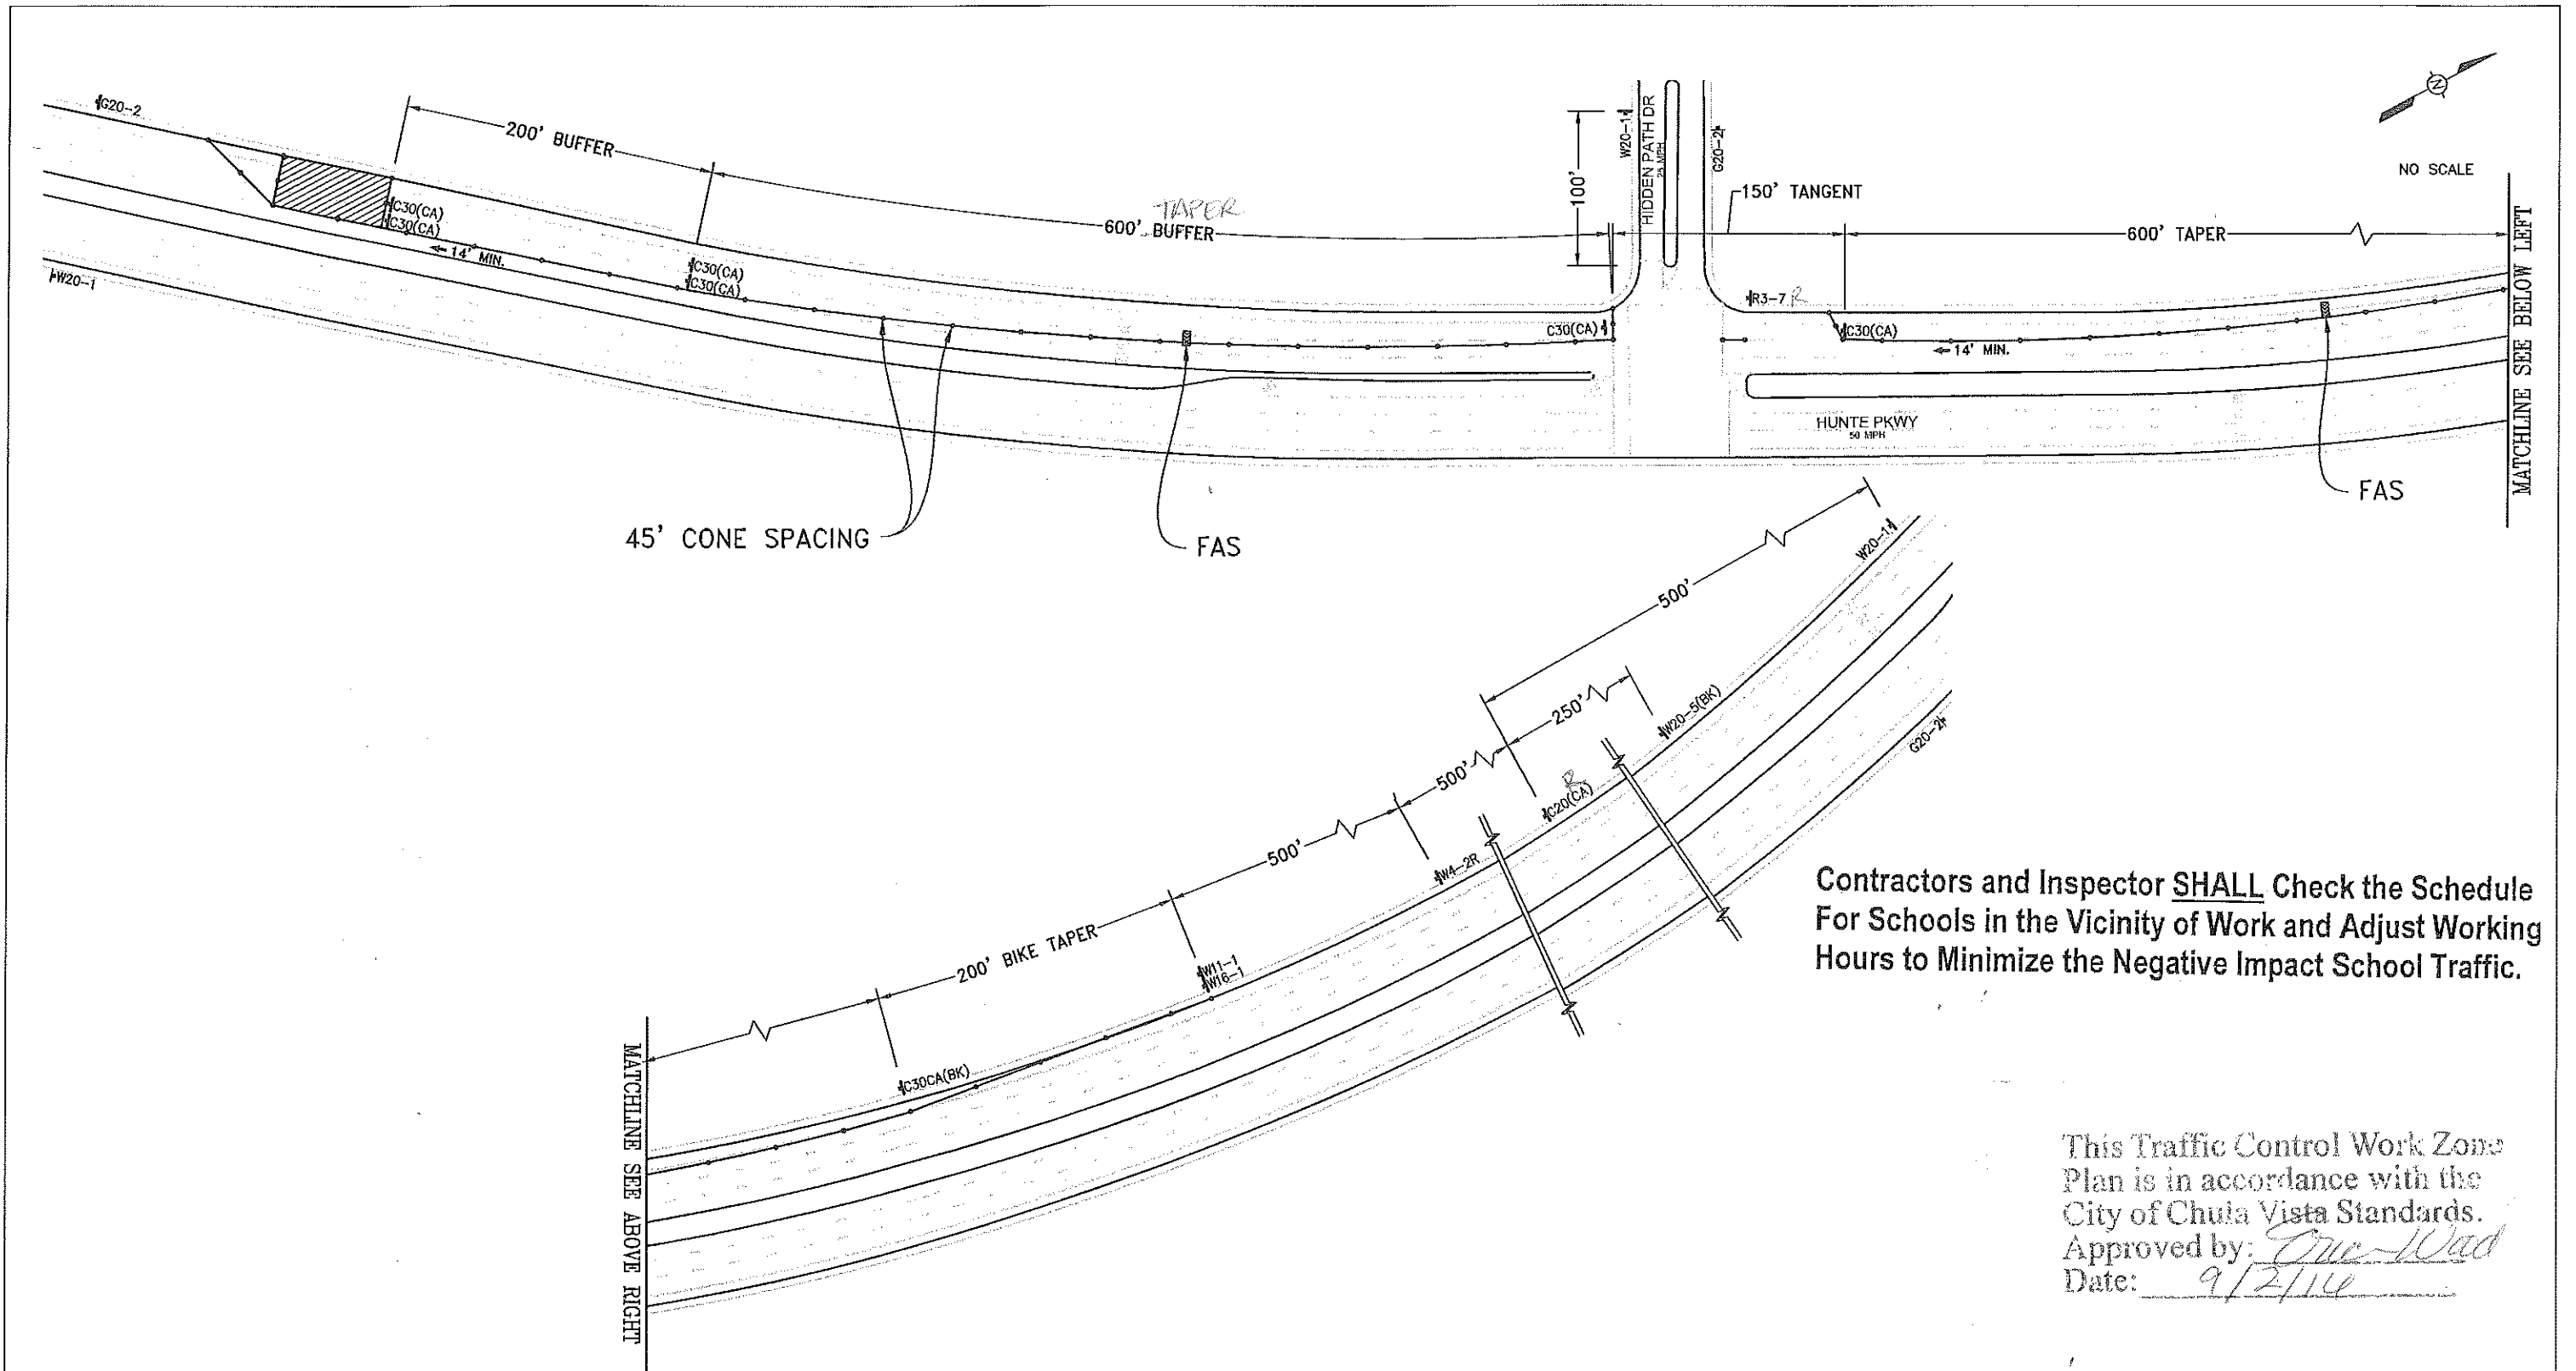 G20-2
200' BUFFER
TAPER
600' BUFFER
100'
W20-1
HIDDEN PATH DR
25 MPH
G20-2
150' TANGENT
600' TAPER
NO SCALE
N
MATCHLINE SEE BELOW LEFT
C30(CA)
C30(CA)
14' MIN.
W20-1
C30(CA)
C30(CA)
C30(CA)
R3-7 R
C30(CA)
14' MIN.
HUNTE PKWY
50 MPH
45' CONE SPACING
FAS
FAS
500'
W20-1
250'
W20-5(BK)
500'
R
C20(CA)
G20-2
500'
W4-2R
200' BIKE TAPER
W11-1
W16-1
C30CA(BK)
MATCHLINE SEE ABOVE RIGHT
Contractors and Inspector SHALL Check the Schedule
For Schools in the Vicinity of Work and Adjust Working
Hours to Minimize the Negative Impact School Traffic.
This Traffic Control Work Zone
Plan is in accordance with the
City of Chula Vista Standards.
Approved by:
Date: 9/2/14